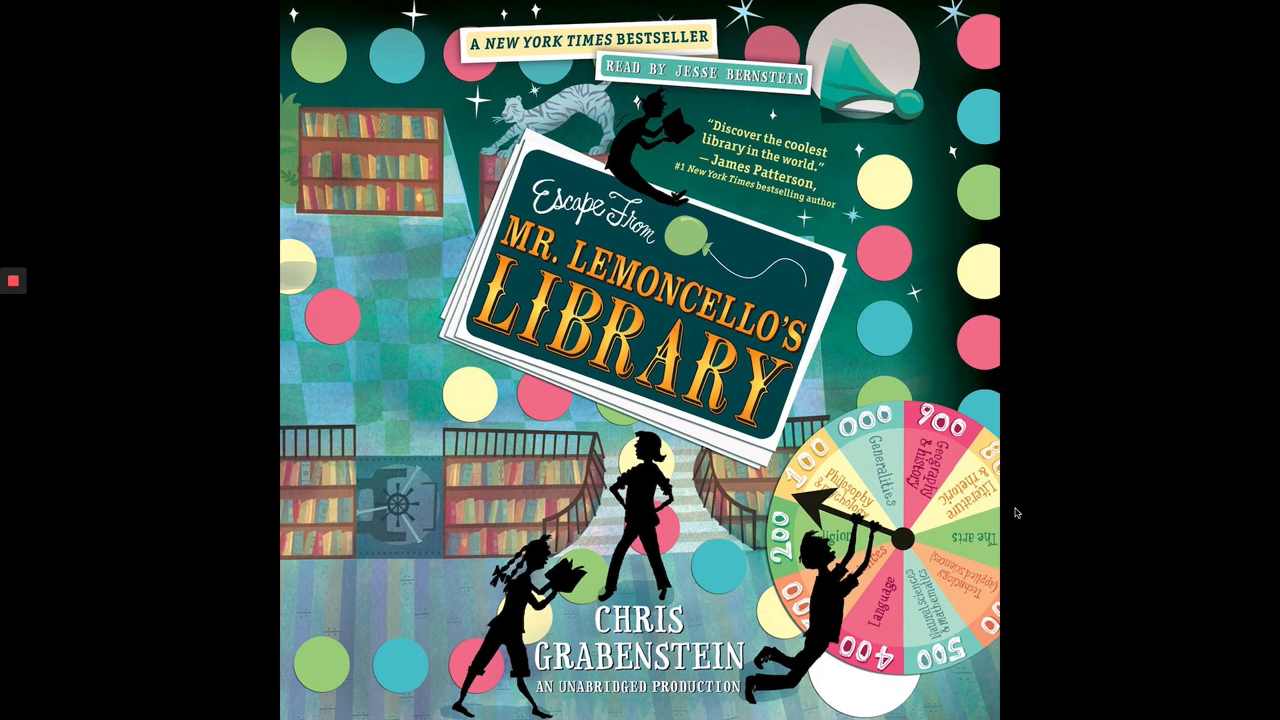 A NEW YORK TIMES BESTSELLER
READ BY JESSE BERNSTEIN
"Discover the coolest
library in the world."
— James Patterson,
#1 New York Times bestselling author
Escape From
MR. LEMONCELLO'S
LIBRARY
000
Generalities
900
Geography
& history
Literature
& rhetoric
The arts
Technology
(applied sciences)
500
Natural sciences
& mathematics
400
Language
200
100
Philosophy
CHRIS
GRABENSTEIN
AN UNABRIDGED PRODUCTION